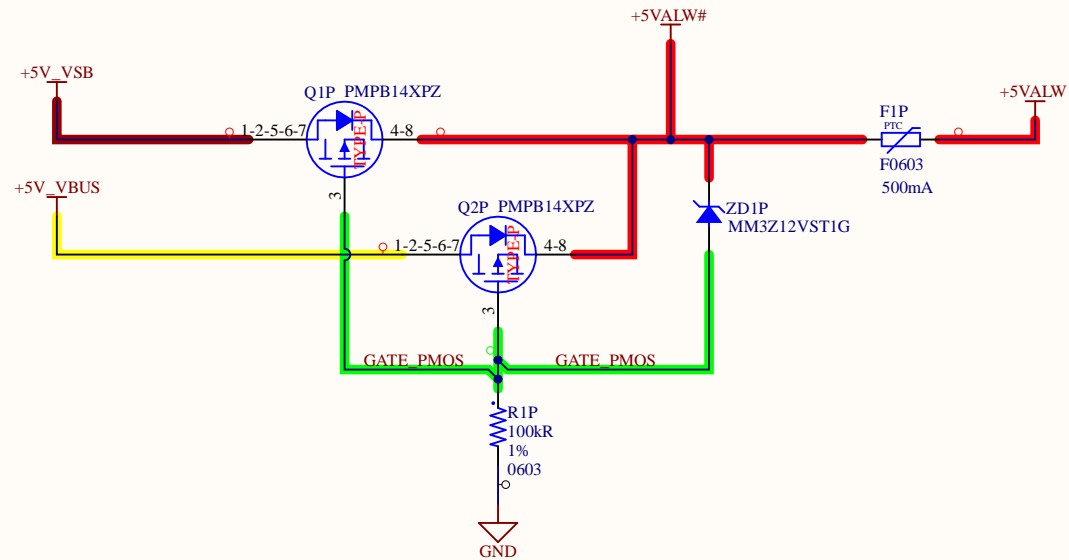 +5VALW#
+5V_VSB
Q1P PMPB14XPZ
+5VALW
F1P
PTC
1-2-5-6-7
4-8
TYPE-P
F0603
500mA
+5V_VBUS
3
Q2P PMPB14XPZ
ZD1P
MM3Z12VST1G
1-2-5-6-7
4-8
TYPE-P
3
GATE_PMOS
GATE_PMOS
R1P
100kR
1%
0603
GND